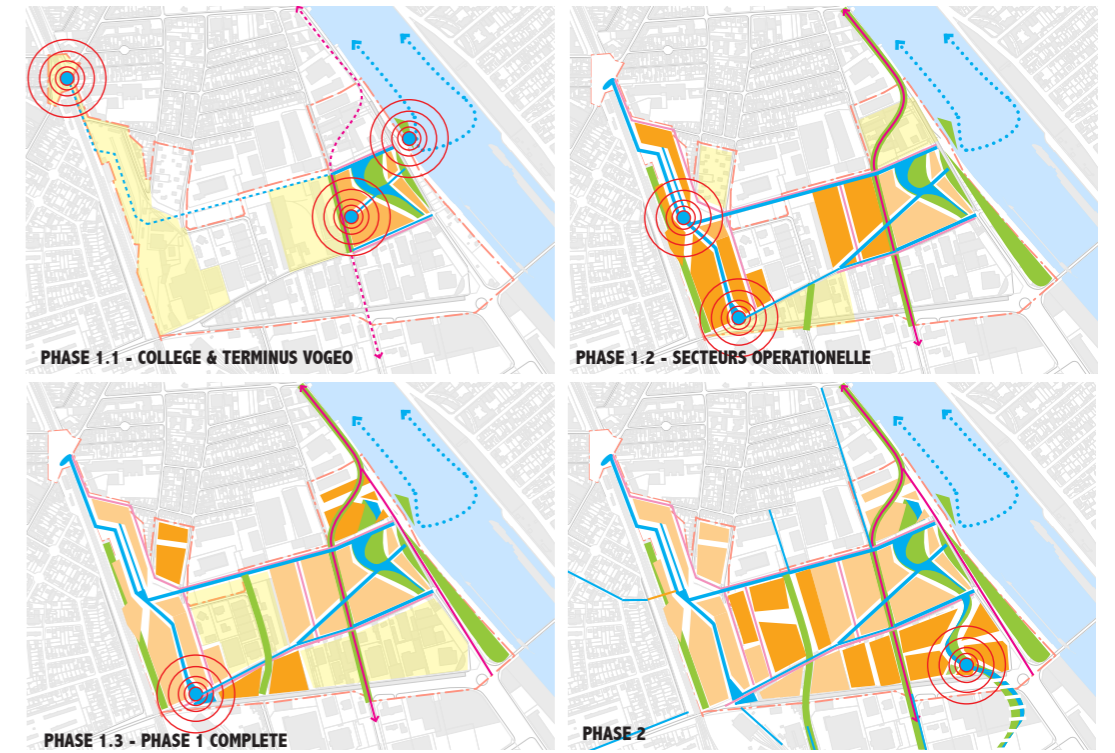 PHASE 1.1 - COLLEGE & TERMINUS VOGEO
PHASE 1.2 - SECTEURS OPERATIONELLE
PHASE 1.3 - PHASE 1 COMPLETE
PHASE 2